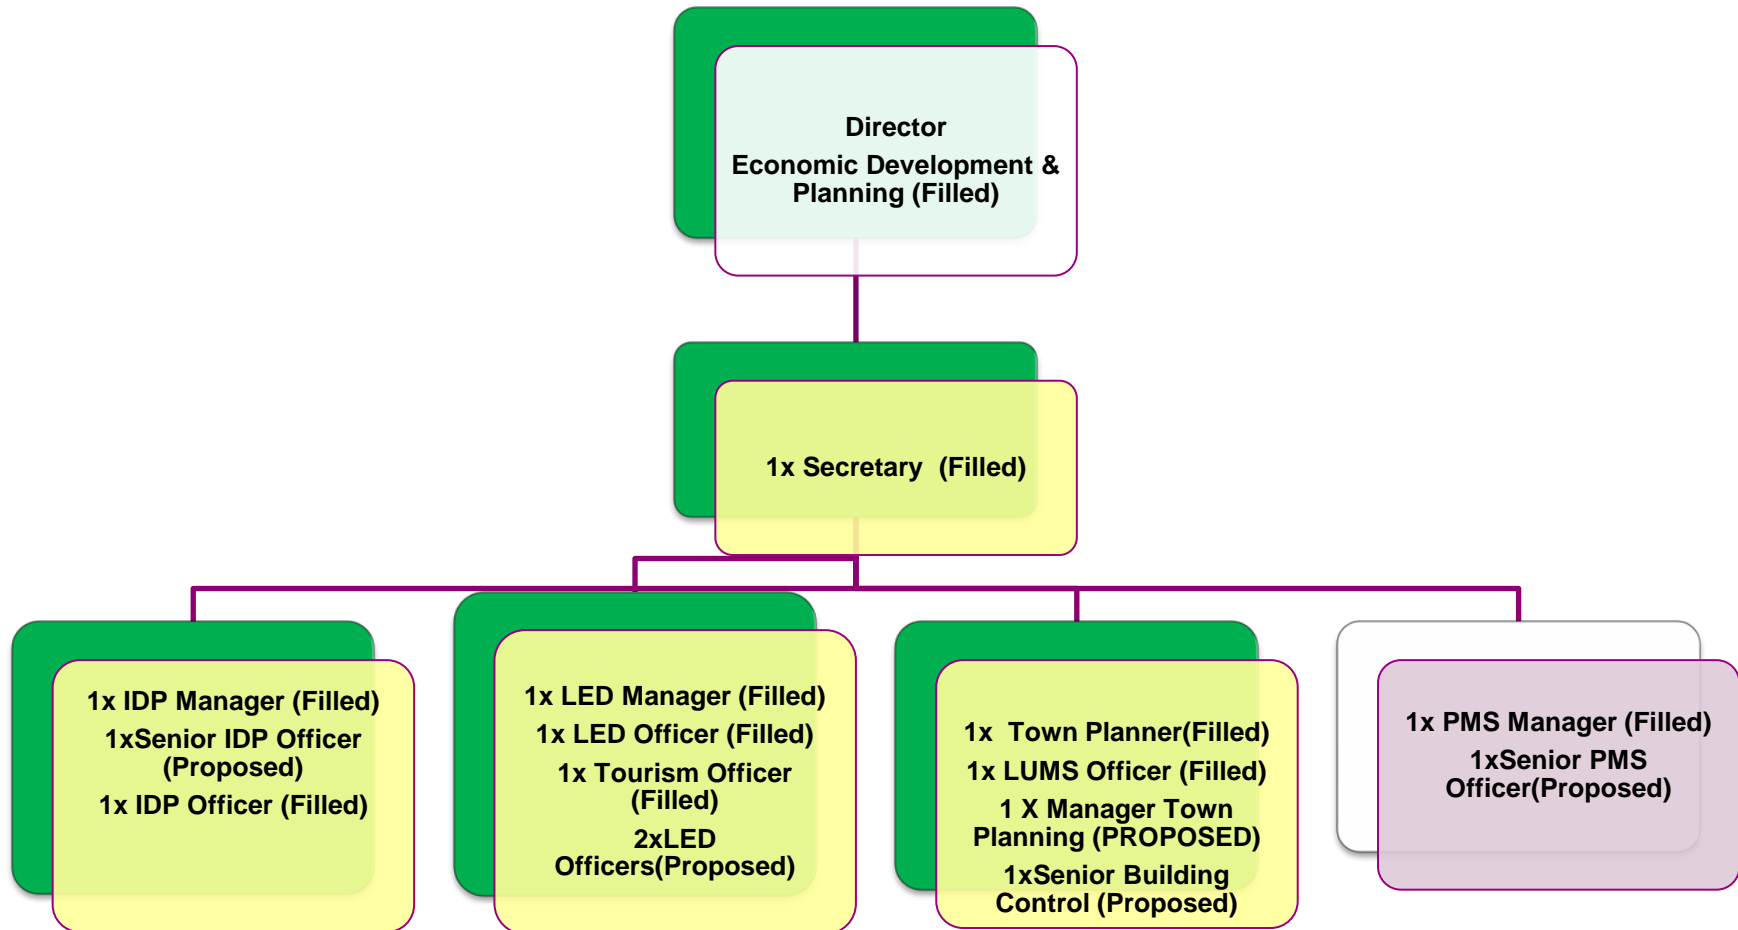 Director
Economic Development &
Planning (Filled)
1x Secretary  (Filled)
1x IDP Manager (Filled)
1xSenior IDP Officer
(Proposed)
1x IDP Officer (Filled)
1x LED Manager (Filled)
1x LED Officer (Filled)
1x Tourism Officer
(Filled)
2xLED
Officers(Proposed)
1x  Town Planner(Filled)
1x LUMS Officer (Filled)
1 X Manager Town
Planning (PROPOSED)
1xSenior Building
Control (Proposed)
1x PMS Manager (Filled)
1xSenior PMS
Officer(Proposed)